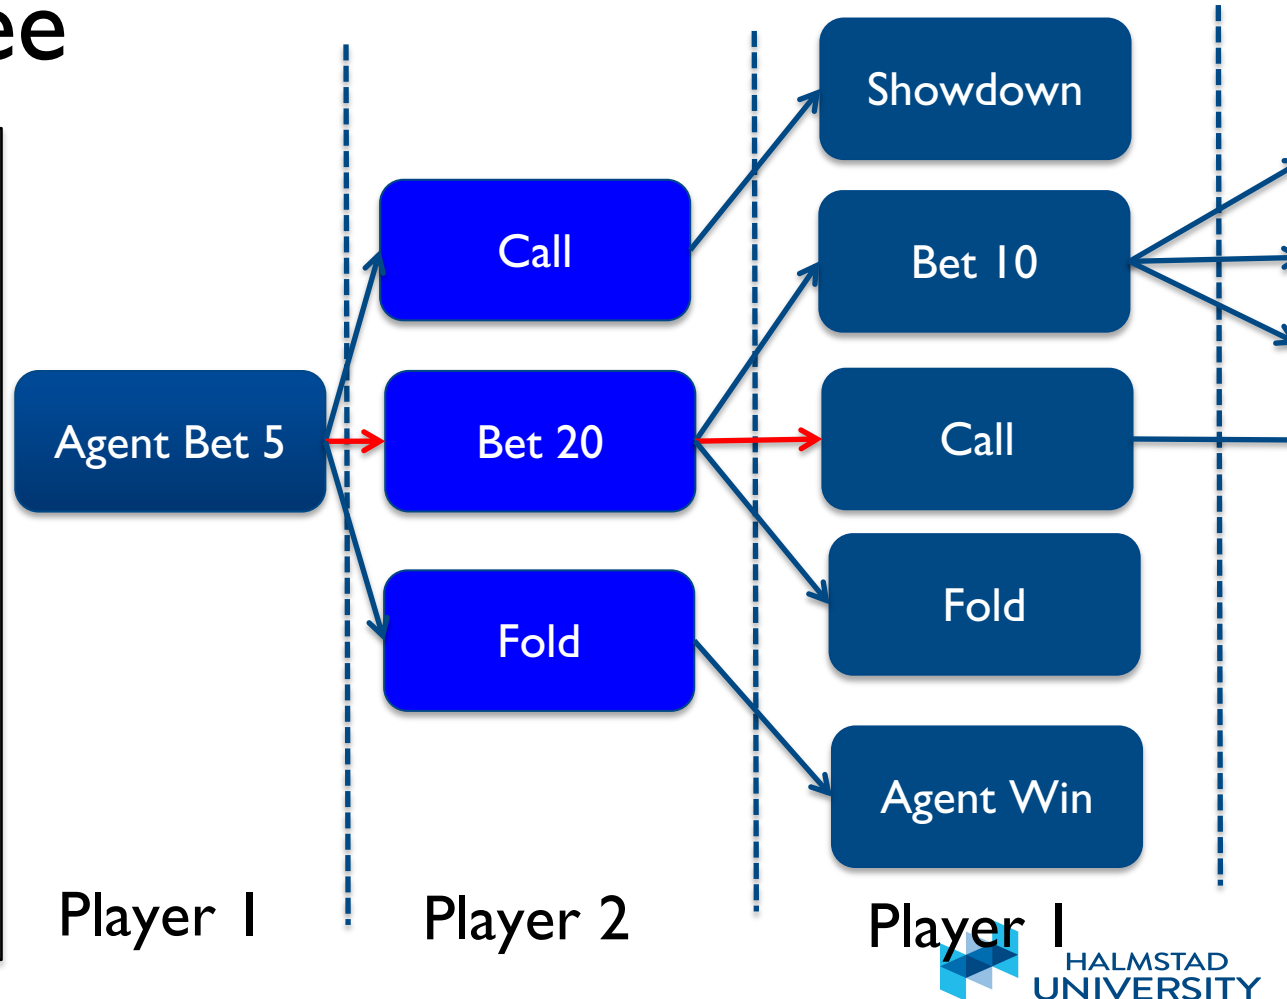 Showdown
Call
Bet 10
Agent Bet 5
Bet 20
Call
Fold
Fold
Agent Win
Player 1
Player 2
Player 1
HALMSTAD
UNIVERSITY